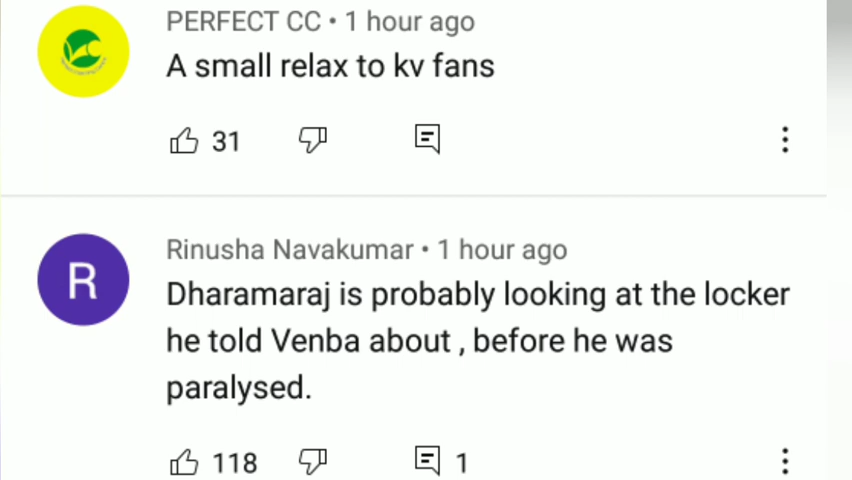 PERFECT CC • 1 hour ago
A small relax to kv fans
31
R
Rinusha Navakumar • 1 hour ago
Dharamaraj is probably looking at the locker
he told Venba about , before he was
paralysed.
118 1